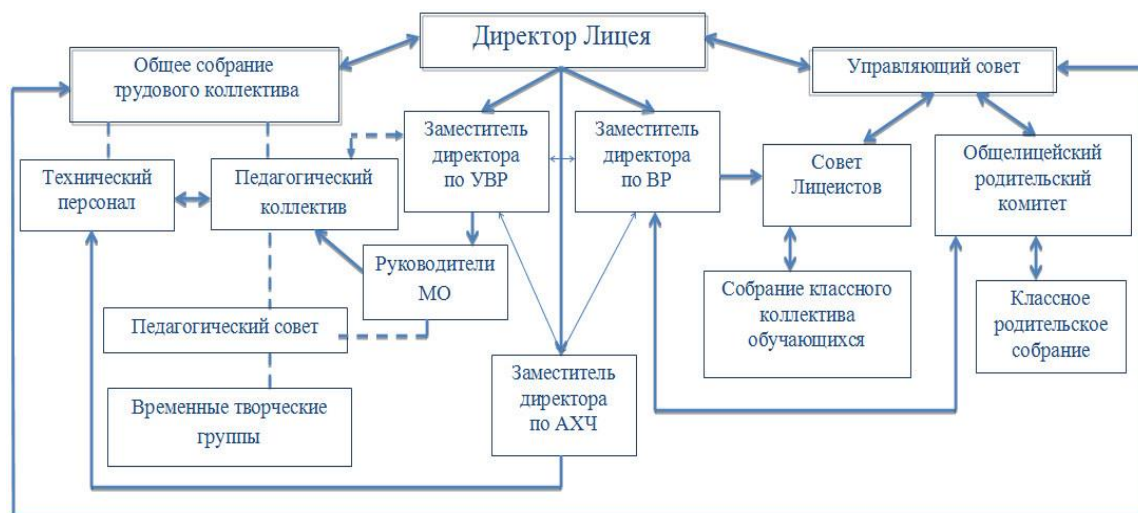 Директор Лицея
Общее собрание
трудового коллектива
Управляющий совет
Заместитель
директора
по УВР
Заместитель
директора
по ВР
Совет
Лицеистов
Общелицейский
родительский
комитет
Технический
персонал
Педагогический
коллектив
Руководители
МО
Собрание классного
коллектива
обучающихся
Классное
родительское
собрание
Педагогический совет
Заместитель
директора
по АХЧ
Временные творческие
группы